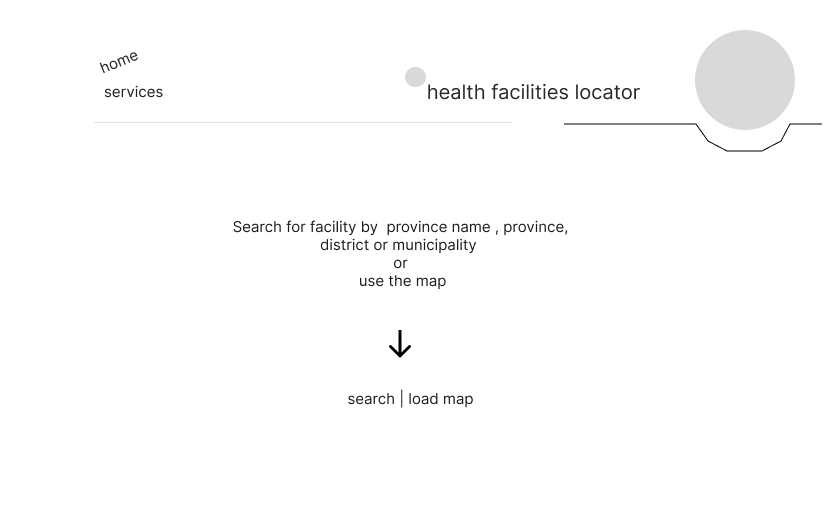 home
services
health facilities locator
Search for facility by  province name , province,
district or municipality
or
use the map
search | load map